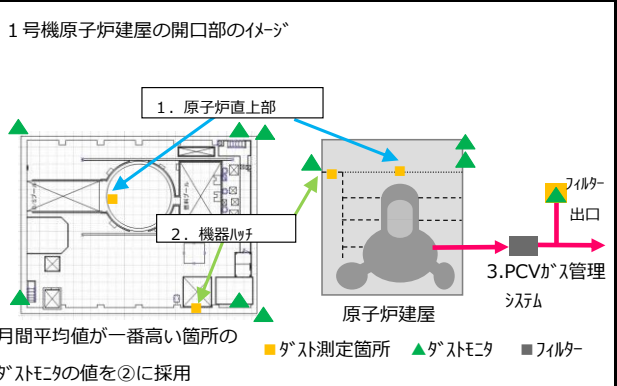 １号機原子炉建屋の開口部のｲﾒｰｼﾞ
１．原子炉直上部
２．機器ﾊｯﾁ
ﾌｨﾙﾀｰ
出口
3.PCVｶﾞｽ管理
ｼｽﾃﾑ
原子炉建屋
月間平均値が一番高い箇所の
ﾀﾞｽﾄﾓﾆﾀの値を②に採用
ﾀﾞｽﾄ測定箇所 ﾀﾞｽﾄﾓﾆﾀ ﾌｨﾙﾀｰ